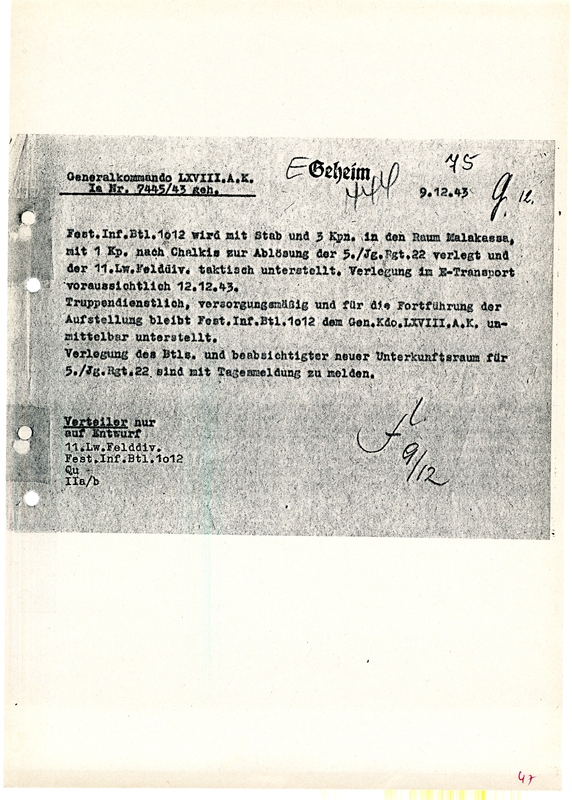 75
E Geheim
Generalkommando LXVIII.A.K.
Ia Nr. 7445/43 geh.
9.12.43
9. 12.
Fest.Inf.Btl.1o12 wird mit Stab und 3 Kpn. in den Raum Malakassa,
mit 1 Kp. nach Chalkis zur Ablösung der 5./Jg.Rgt.22 verlegt und
der 11.Lw.Felddiv. taktisch unterstellt. Verlegung im E-Transport
voraussichtlich 12.12.43.
Truppendienstlich, versorgungsmäßig und für die Fortführung der
Aufstellung bleibt Fest.Inf.Btl.1o12 dem Gen.Kdo.LXVIII.A.K. un-
mittelbar unterstellt.
Verlegung des Btls. und beabsichtigter neuer Unterkunftsraum für
5./Jg.Rgt.22 sind mit Tagesmeldung zu melden.
Verteiler nur
auf Entwurf
11.Lw.Felddiv.
Fest.Inf.Btl.1o12
Qu
IIa/b
9/12
47